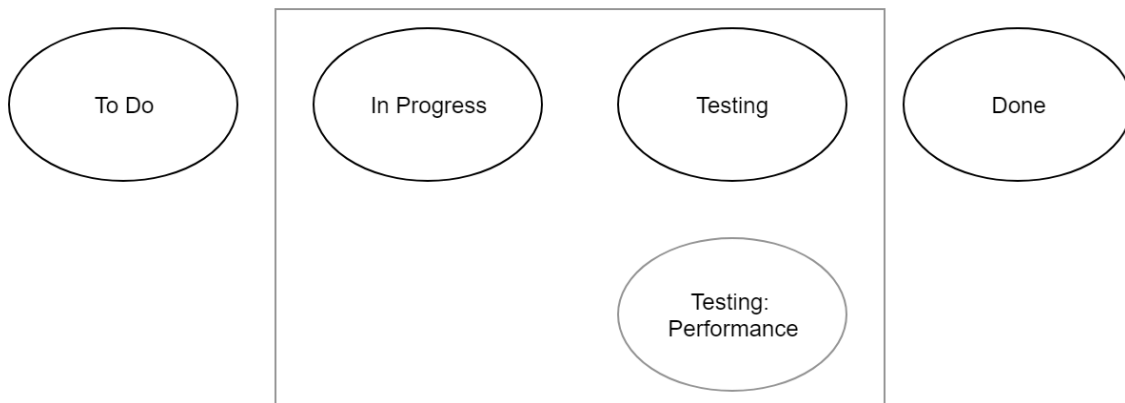 To Do
In Progress
Testing
Done
Testing:
Performance